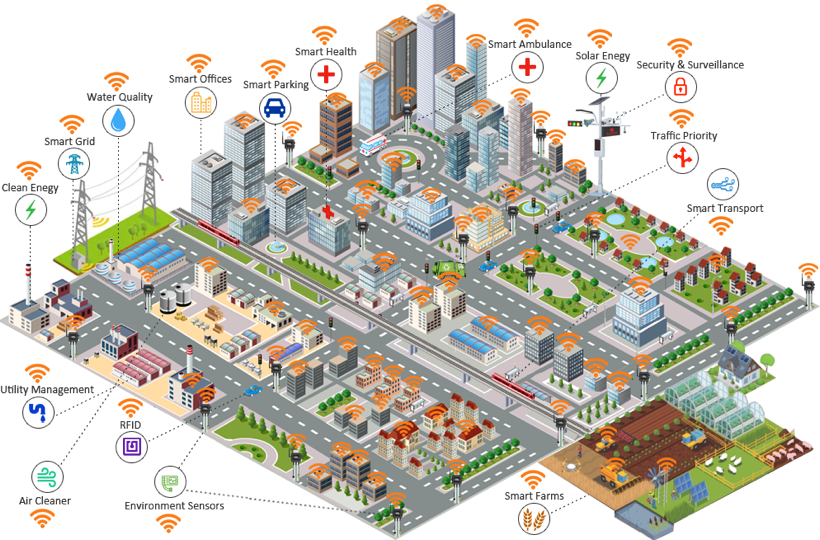 Smart Health
Smart Ambulance
Solar Enegy
Security & Surveillance
Smart Offices
Smart Parking
Water Quality
Smart Grid
Traffic Priority
Clean Enegy
Smart Transport
Utility Management
RFID
Air Cleaner
Environment Sensors
Smart Farms